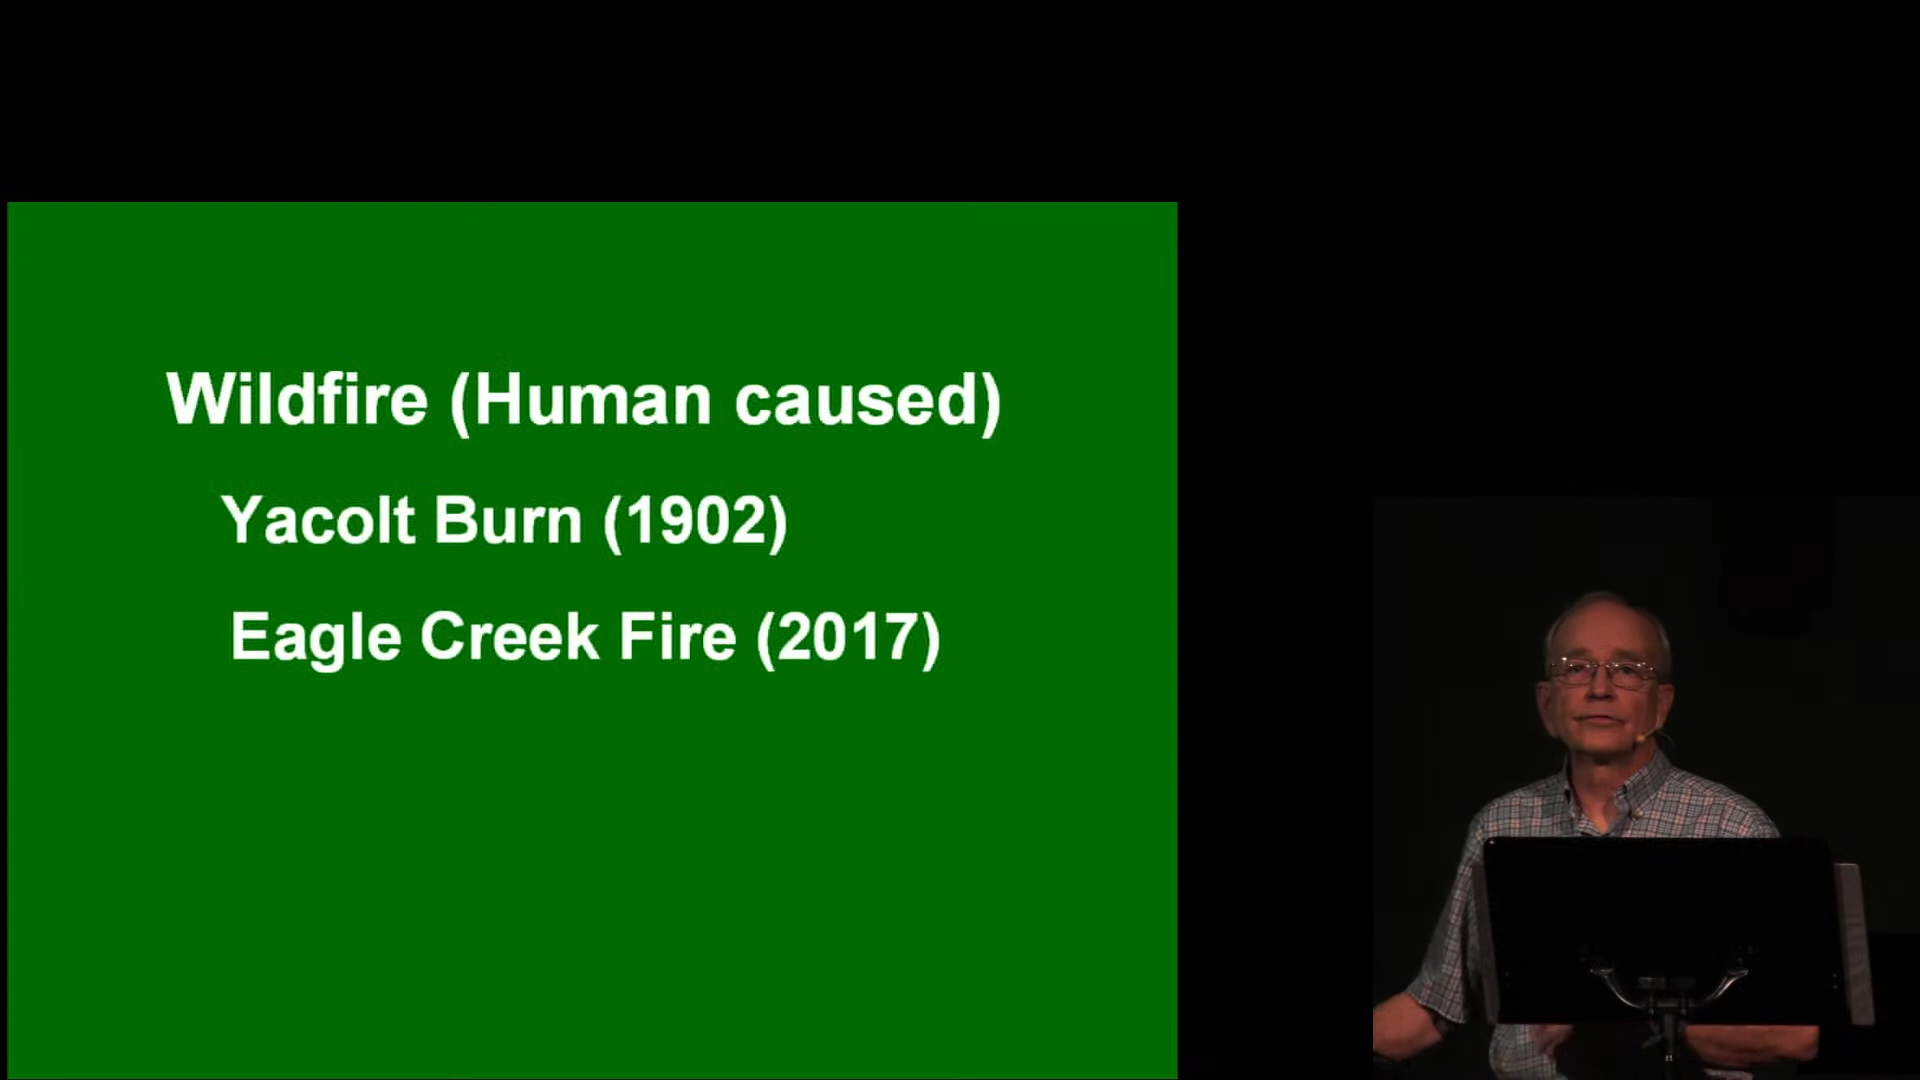 Wildfire (Human caused)
Yacolt Burn (1902)
Eagle Creek Fire (2017)